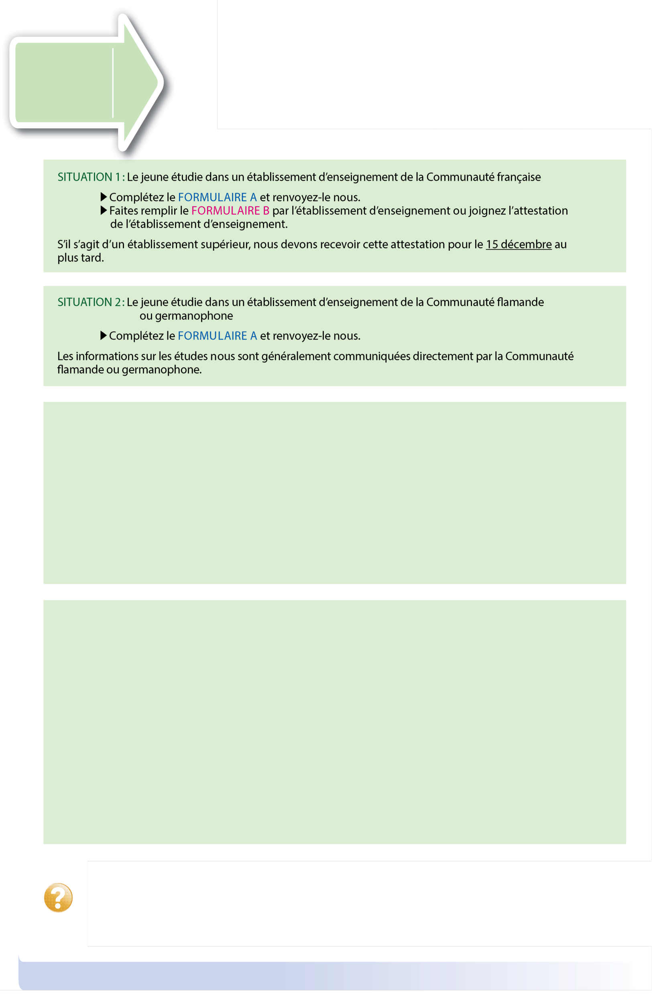 SITUATION 1 : Le jeune étudie dans un établissement d’enseignement de la Communauté française
Complétez le FORMULAIRE A et renvoyez-le nous.
Faites remplir le FORMULAIRE B par l’établissement d’enseignement ou joignez l’attestation
de l’établissement d’enseignement.
S’il s’agit d’un établissement supérieur, nous devons recevoir cette attestation pour le 15 décembre au
plus tard.
SITUATION 2 : Le jeune étudie dans un établissement d’enseignement de la Communauté flamande
ou germanophone
Complétez le FORMULAIRE A et renvoyez-le nous.
Les informations sur les études nous sont généralement communiquées directement par la Communauté
flamande ou germanophone.